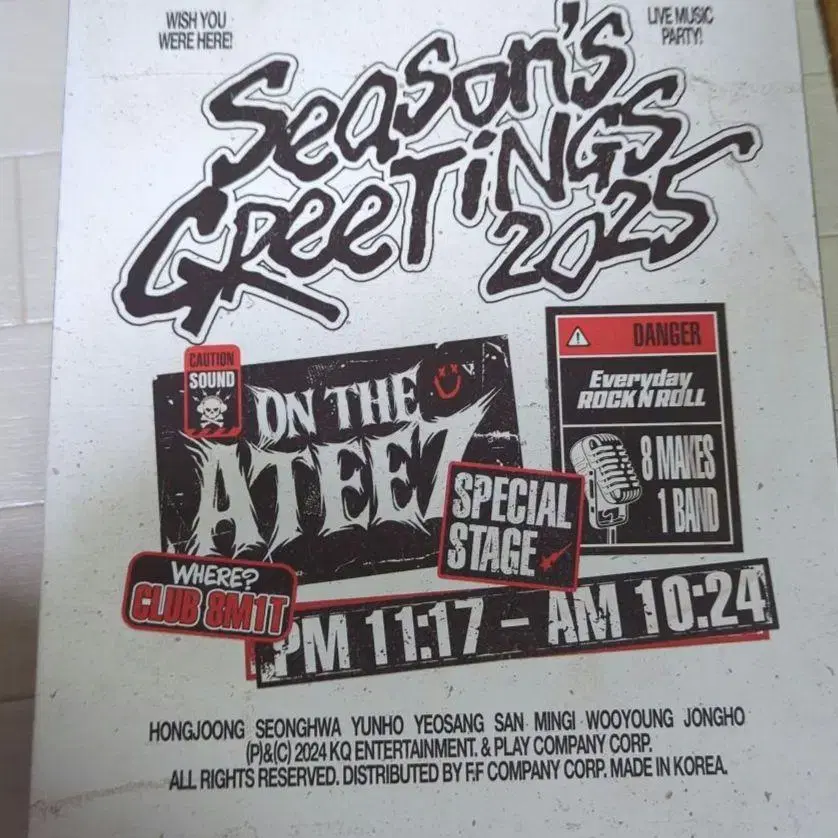 WISH YOU
WERE HERE!
LIVE MUSIC
PARTY!
Season's
GReeTiNGS
2025
CAUTION
SOUND
ON THE
ATEEZ
SPECIAL
STAGE
DANGER
Everyday
ROCK N ROLL
8 MAKES
1 BAND
WHERE?
CLUB 8M1T
PM 11:17 – AM 10:24
HONGJOONG SEONGHWA YUNHO YEOSANG SAN MINGI WOOYOUNG JONGHO
(P)&(C) 2024 KQ ENTERTAINMENT. & PLAY COMPANY CORP.
ALL RIGHTS RESERVED. DISTRIBUTED BY F.F COMPANY CORP. MADE IN KOREA.